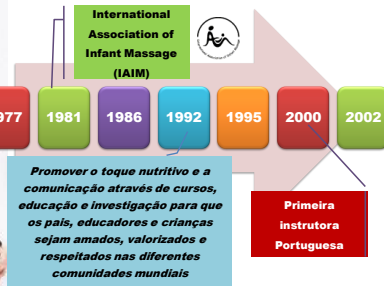 International
Association of
Infant Massage
(IAIM)
1981
1986
1992
1995
2000
2002
Promover o toque nutritivo e a
comunicação através de cursos,
educação e investigação para que
os pais, educadores e crianças
sejam amados, valorizados e
respeitados nas diferentes
comunidades mundiais
Primeira
instrutora
Portuguesa